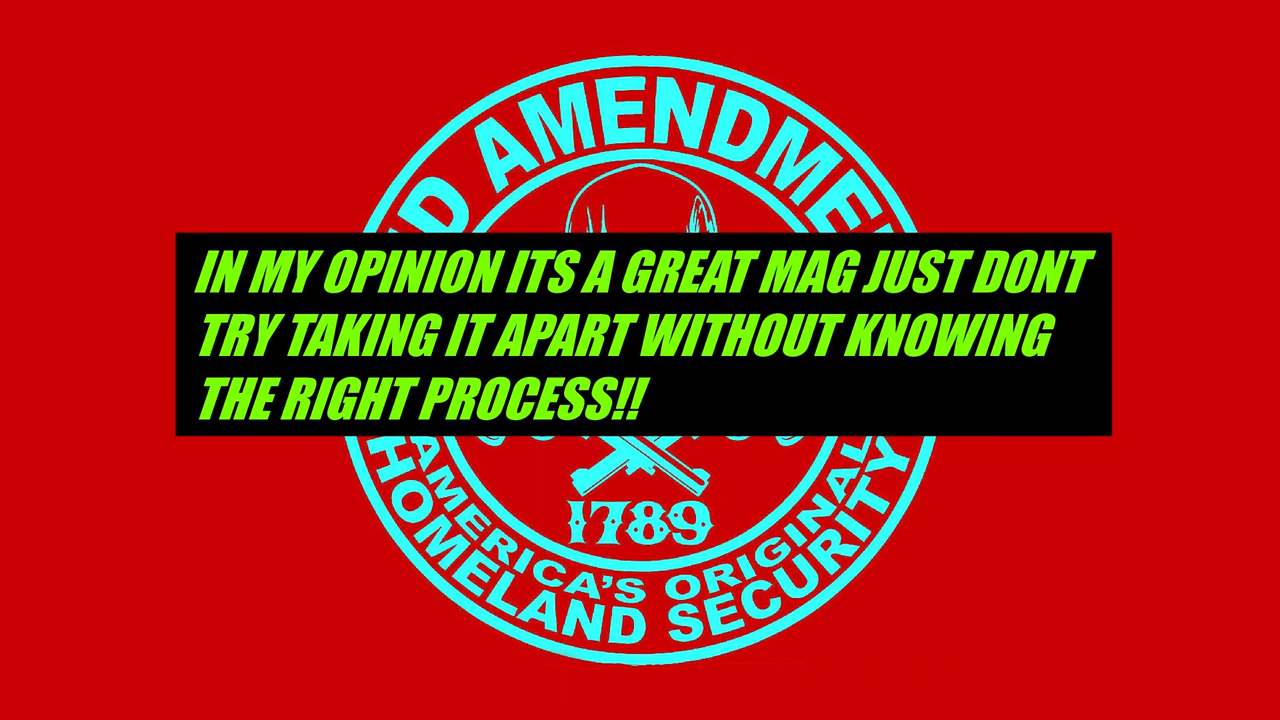 AMENDMENT
IN MY OPINION ITS A GREAT MAG JUST DONT
TRY TAKING IT APART WITHOUT KNOWING
THE RIGHT PROCESS!!
1789
AMERICA'S ORIGINAL
HOMELAND SECURITY